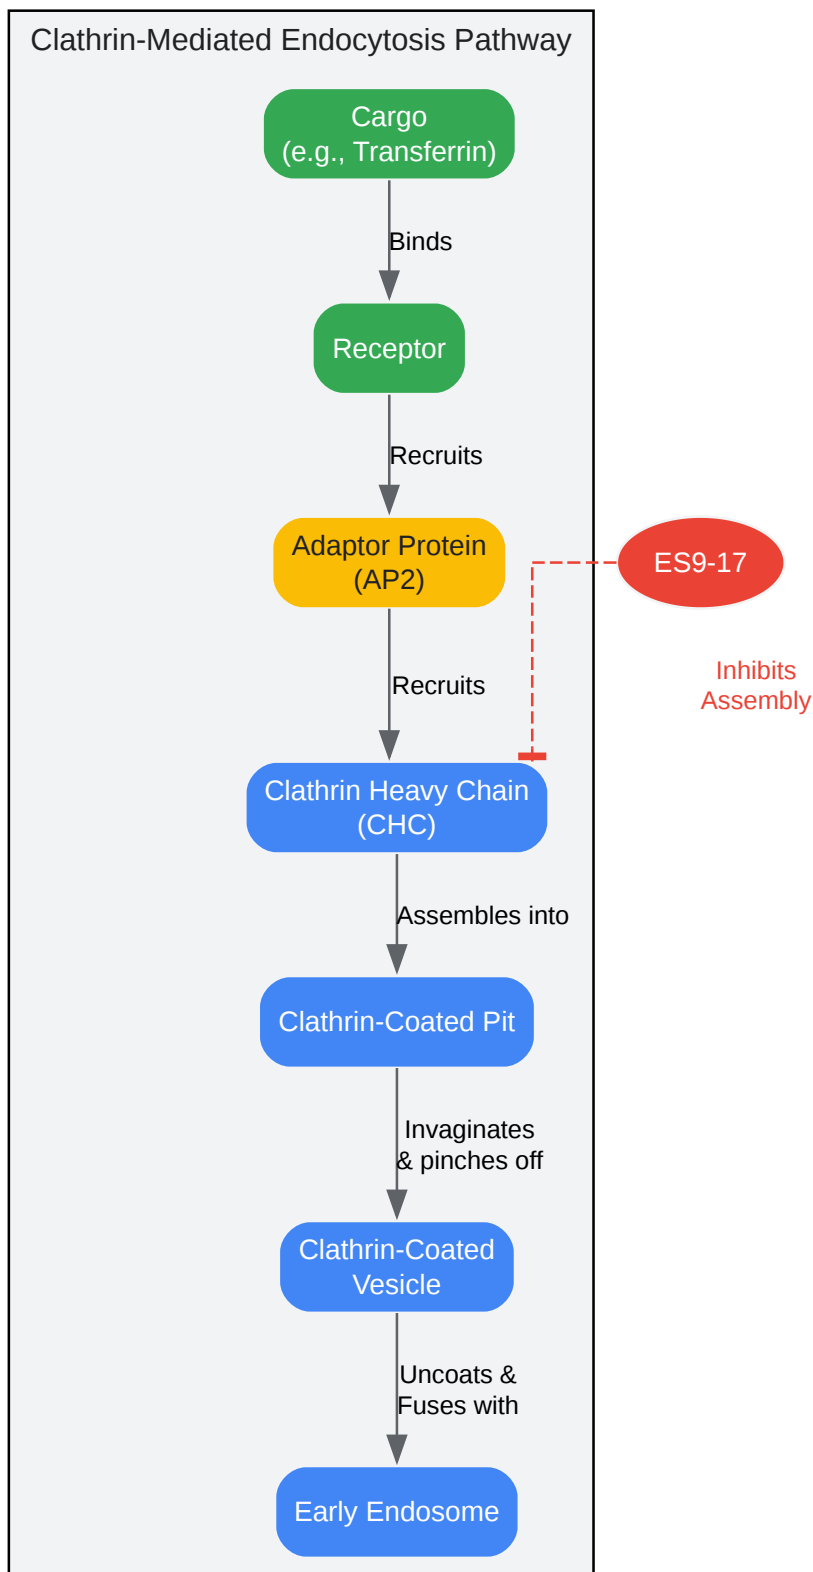 Clathrin-Mediated Endocytosis Pathway
Cargo
(e.g., Transferrin)
Binds
Receptor
Recruits
Adaptor Protein
(AP2)
ES9-17
Inhibits
Assembly
Recruits
Clathrin Heavy Chain
(CHC)
Assembles into
Clathrin-Coated Pit
Invaginates
& pinches off
Clathrin-Coated
Vesicle
Uncoats &
Fuses with
Early Endosome